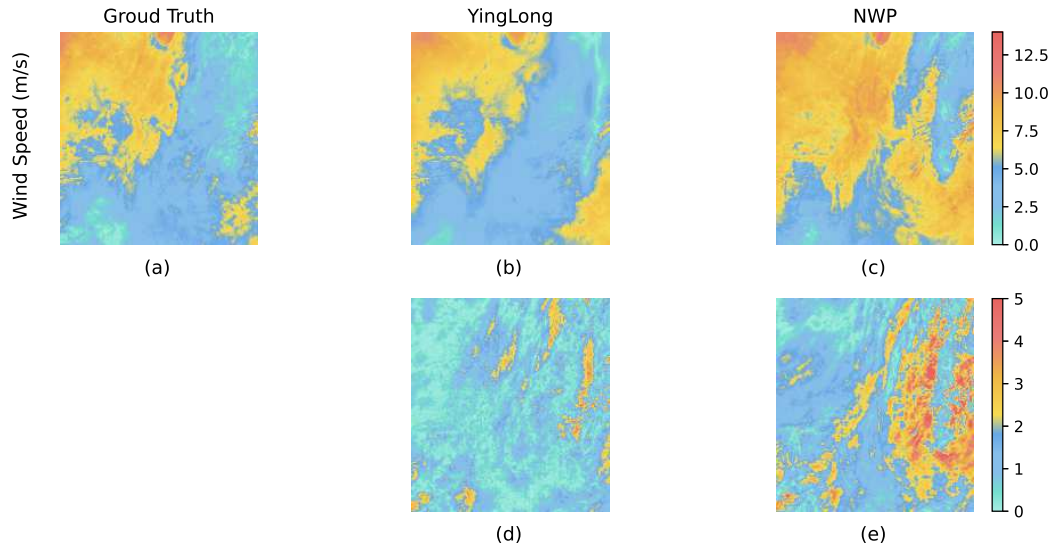 Groud Truth
YingLong
NWP
Wind Speed (m/s)
12.5
10.0
7.5
5.0
2.5
0.0
(a)
(b)
(c)
5
4
3
2
1
0
(d)
(e)